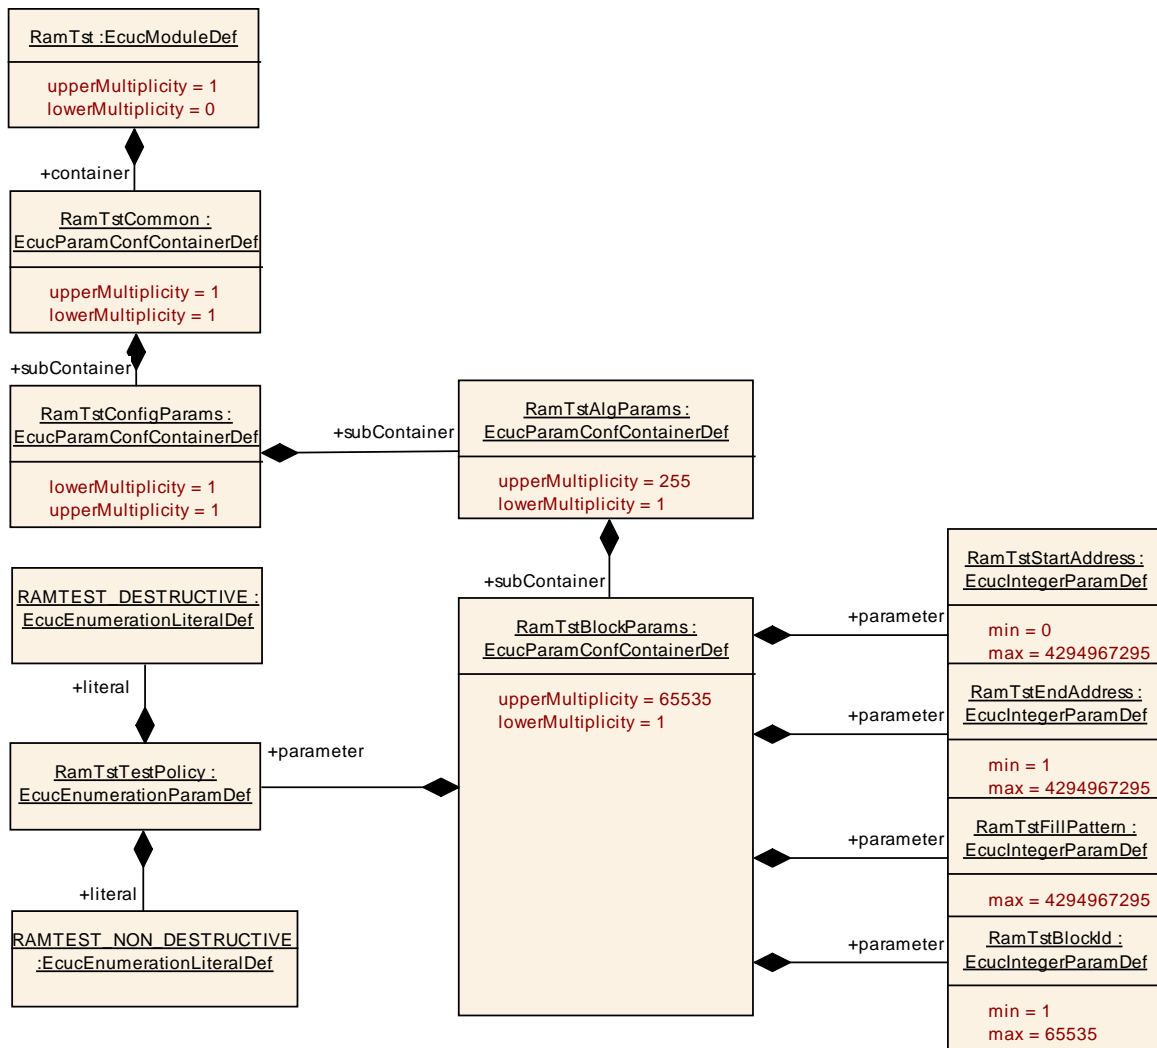 RamTst :EcucModuleDef
upperMultiplicity = 1
lowerMultiplicity = 0
+container
RamTstCommon :
EcucParamConfContainerDef
upperMultiplicity = 1
lowerMultiplicity = 1
+subContainer
RamTstConfigParams :
EcucParamConfContainerDef
lowerMultiplicity = 1
upperMultiplicity = 1
+subContainer
RamTstAlgParams :
EcucParamConfContainerDef
upperMultiplicity = 255
lowerMultiplicity = 1
+subContainer
RamTstBlockParams :
EcucParamConfContainerDef
upperMultiplicity = 65535
lowerMultiplicity = 1
+parameter
RamTstStartAddress :
EcucIntegerParamDef
min = 0
max = 4294967295
+parameter
RamTstEndAddress :
EcucIntegerParamDef
min = 1
max = 4294967295
+parameter
RamTstFillPattern :
EcucIntegerParamDef
max = 4294967295
+parameter
RamTstBlockId :
EcucIntegerParamDef
min = 1
max = 65535
RAMTEST_DESTRUCTIVE :
EcucEnumerationLiteralDef
+literal
+parameter
RamTstTestPolicy :
EcucEnumerationParamDef
+literal
RAMTEST_NON_DESTRUCTIVE
:EcucEnumerationLiteralDef